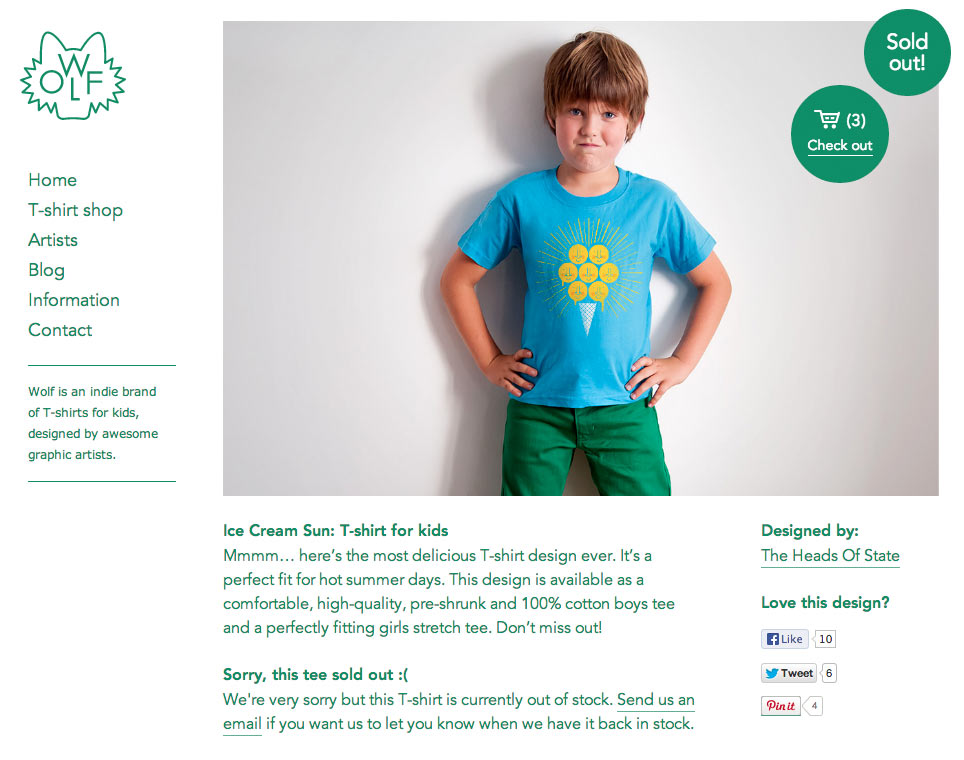 WOLF
Home
T-shirt shop
Artists
Blog
Information
Contact
Wolf is an indie brand
of T-shirts for kids,
designed by awesome
graphic artists.
Sold
out!
(3)
Check out
Ice Cream Sun: T-shirt for kids
Mmmm… here’s the most delicious T-shirt design ever. It’s a
perfect fit for hot summer days. This design is available as a
comfortable, high-quality, pre-shrunk and 100% cotton boys tee
and a perfectly fitting girls stretch tee. Don’t miss out!
Sorry, this tee sold out :(
We're very sorry but this T-shirt is currently out of stock. Send us an
email if you want us to let you know when we have it back in stock.
Designed by:
The Heads Of State
Love this design?
f Like 10
Tweet 6
Pin it 4